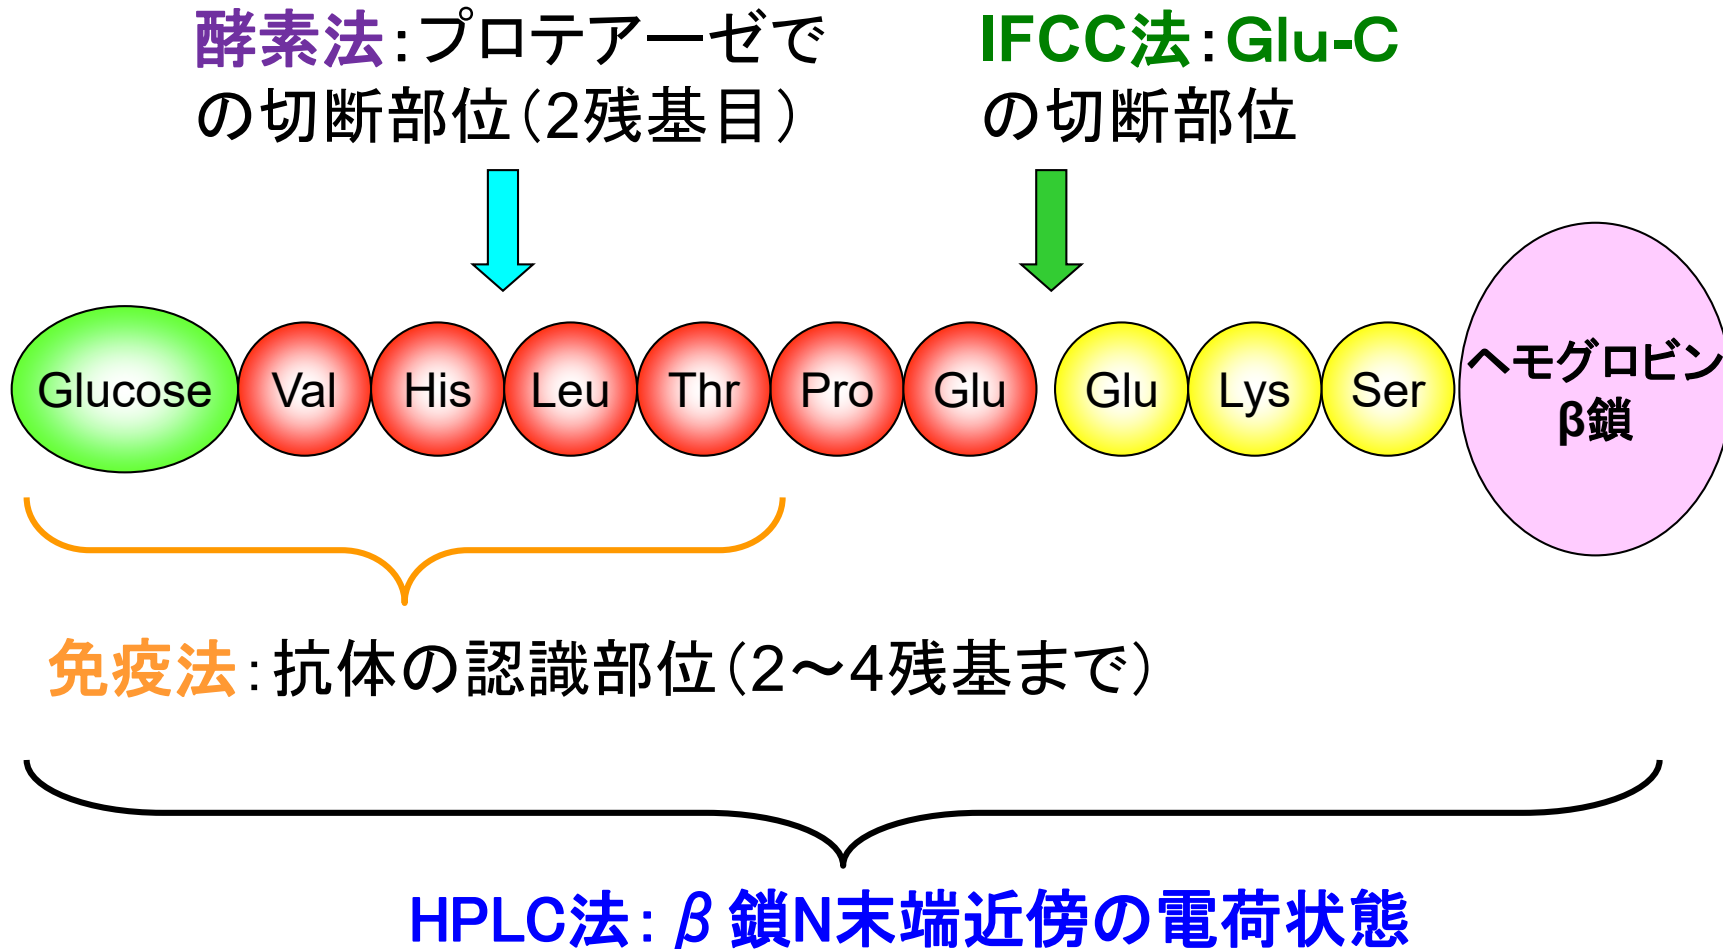 酵素法：プロテアーゼで
の切断部位（2残基目）
IFCC法：Glu-C
の切断部位
Glucose Val His Leu Thr Pro Glu Glu Lys Ser
ヘモグロビン
β鎖
免疫法：抗体の認識部位（2～4残基まで）
HPLC法：β鎖N末端近傍の電荷状態